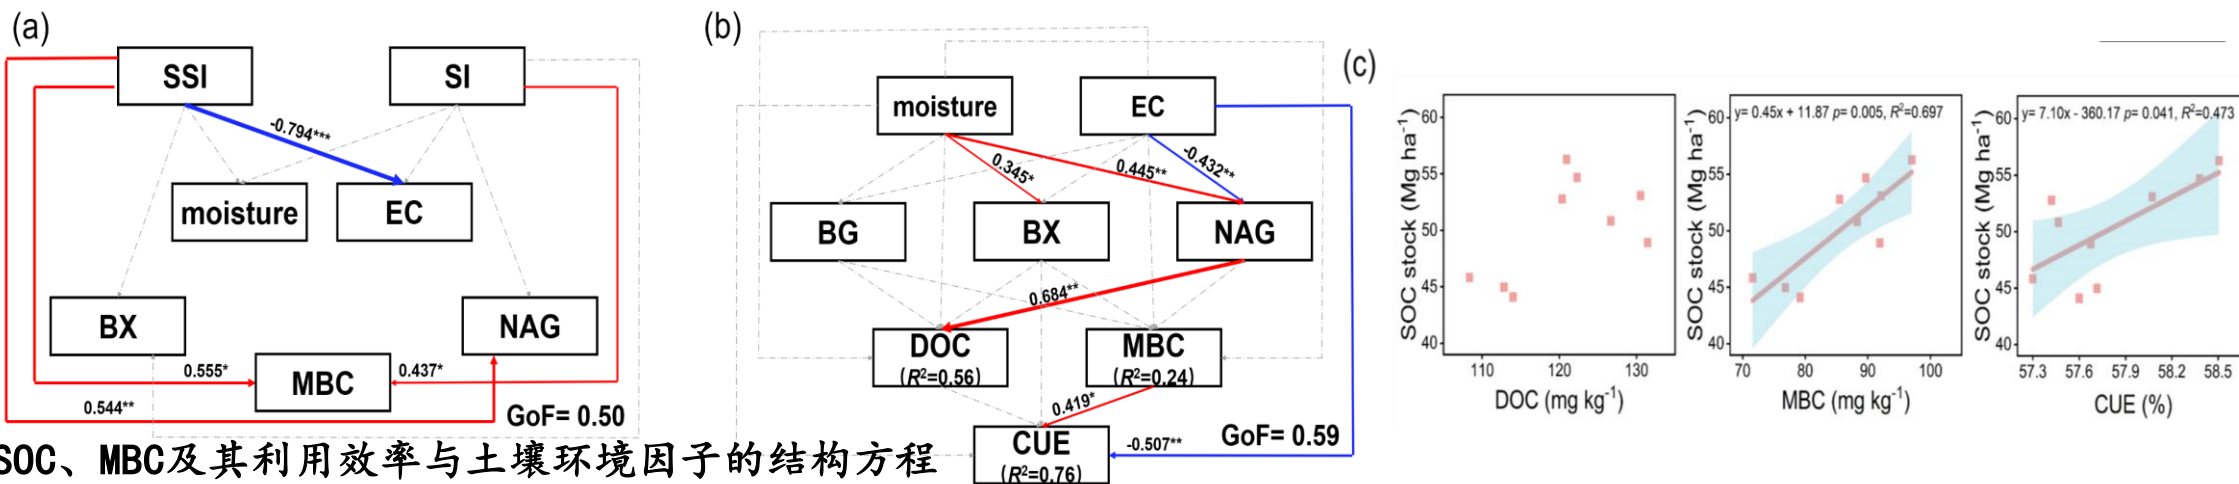 (a)
SSI
SI
-0.794***
moisture
EC
BX
NAG
0.555*
MBC
0.437*
0.544**
GoF= 0.50
(b)
moisture
EC
0.345*
0.445**
-0.432**
BG
BX
NAG
0.684**
DOC
(R²=0.56)
MBC
(R²=0.24)
0.419*
CUE
(R²=0.76)
-0.507**
GoF= 0.59
(c)
SOC stock (Mg ha⁻¹)
60
55
50
45
40
110
120
130
DOC (mg kg⁻¹)
y= 0.45x + 11.87 p= 0.005, R²=0.697
SOC stock (Mg ha⁻¹)
60
55
50
45
40
70
80
90
100
MBC (mg kg⁻¹)
y= 7.10x - 360.17 p= 0.041, R²=0.473
SOC stock (Mg ha⁻¹)
60
55
50
45
40
57.3
57.6
57.9
58.2
58.5
CUE (%)
SOC、MBC及其利用效率与土壤环境因子的结构方程